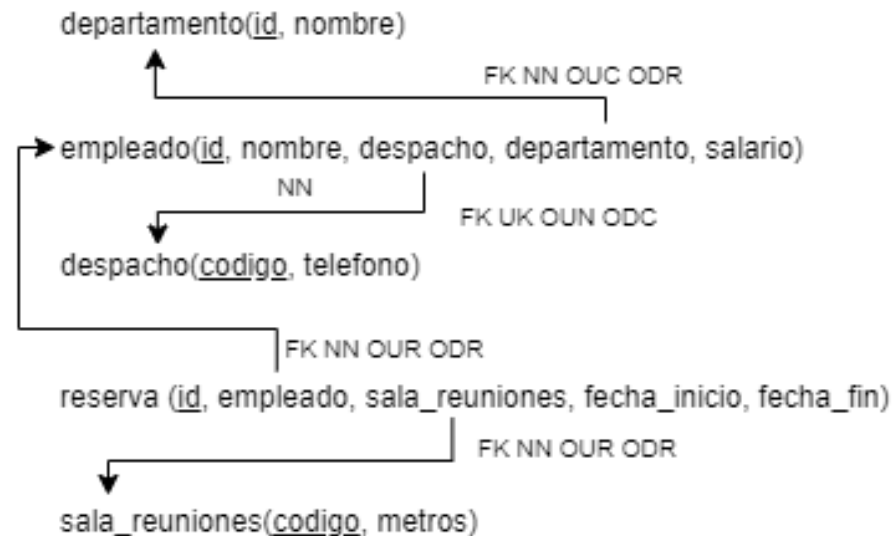 departamento(id, nombre)
FK NN OUC ODR
empleado(id, nombre, despacho, departamento, salario)
NN
FK UK OUN ODC
despacho(codigo, telefono)
FK NN OUR ODR
reserva (id, empleado, sala_reuniones, fecha_inicio, fecha_fin)
FK NN OUR ODR
sala_reuniones(codigo, metros)